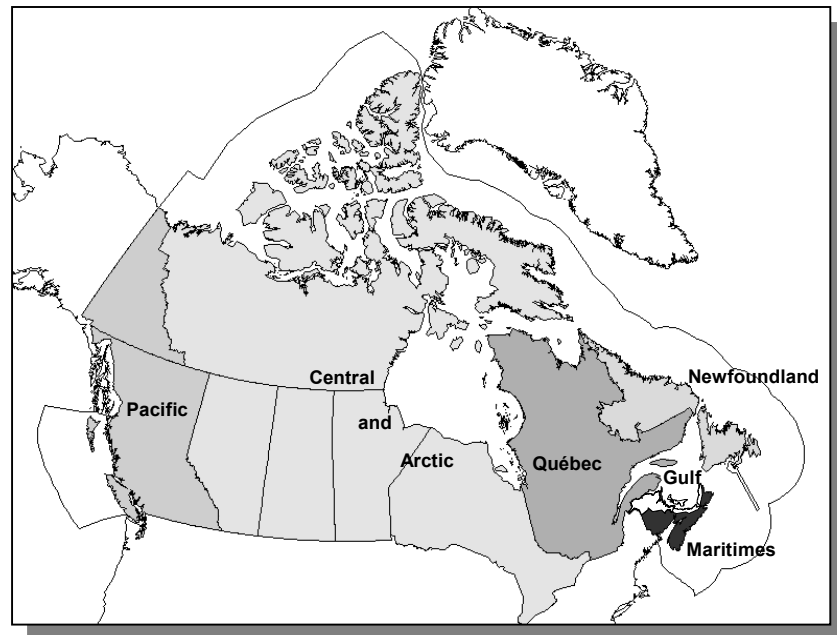 Newfoundland
Central
Pacific
and
Arctic
Québec
Gulf
Maritimes